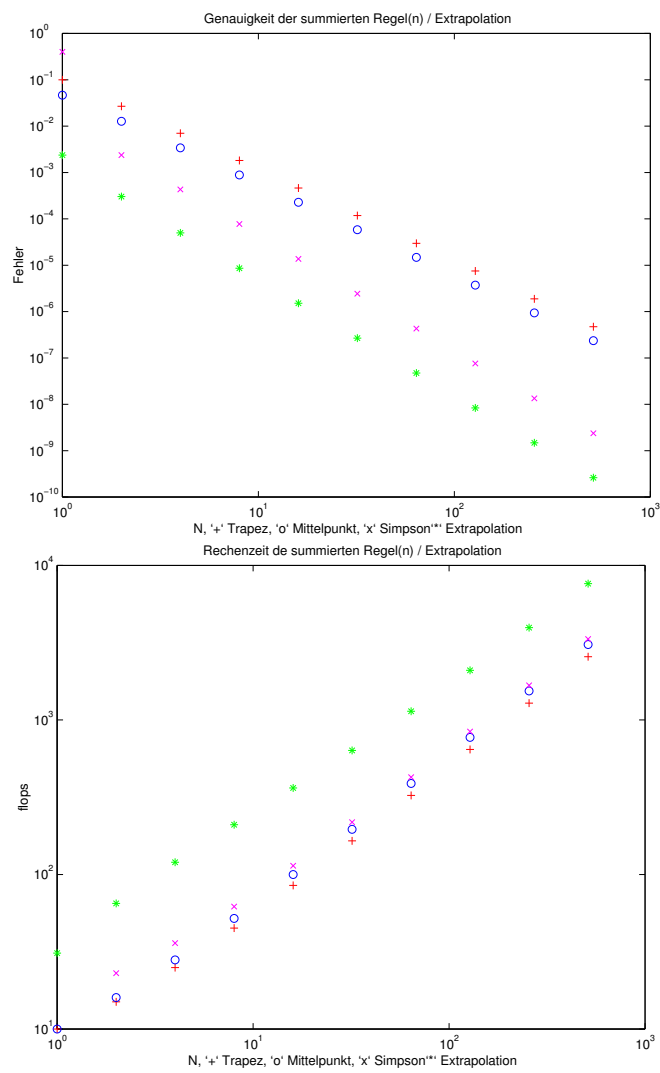 Genauigkeit der summierten Regel(n) / Extrapolation
10^0
10^-1
10^-2
10^-3
10^-4
10^-5
10^-6
10^-7
10^-8
10^-9
10^-10
Fehler
10^0 10^1 10^2 10^3
N, '+' Trapez, 'o' Mittelpunkt, 'x' Simpson'*' Extrapolation
Rechenzeit de summierten Regel(n) / Extrapolation
10^4
10^3
10^2
10^1
flops
10^0 10^1 10^2 10^3
N, '+' Trapez, 'o' Mittelpunkt, 'x' Simpson'*' Extrapolation